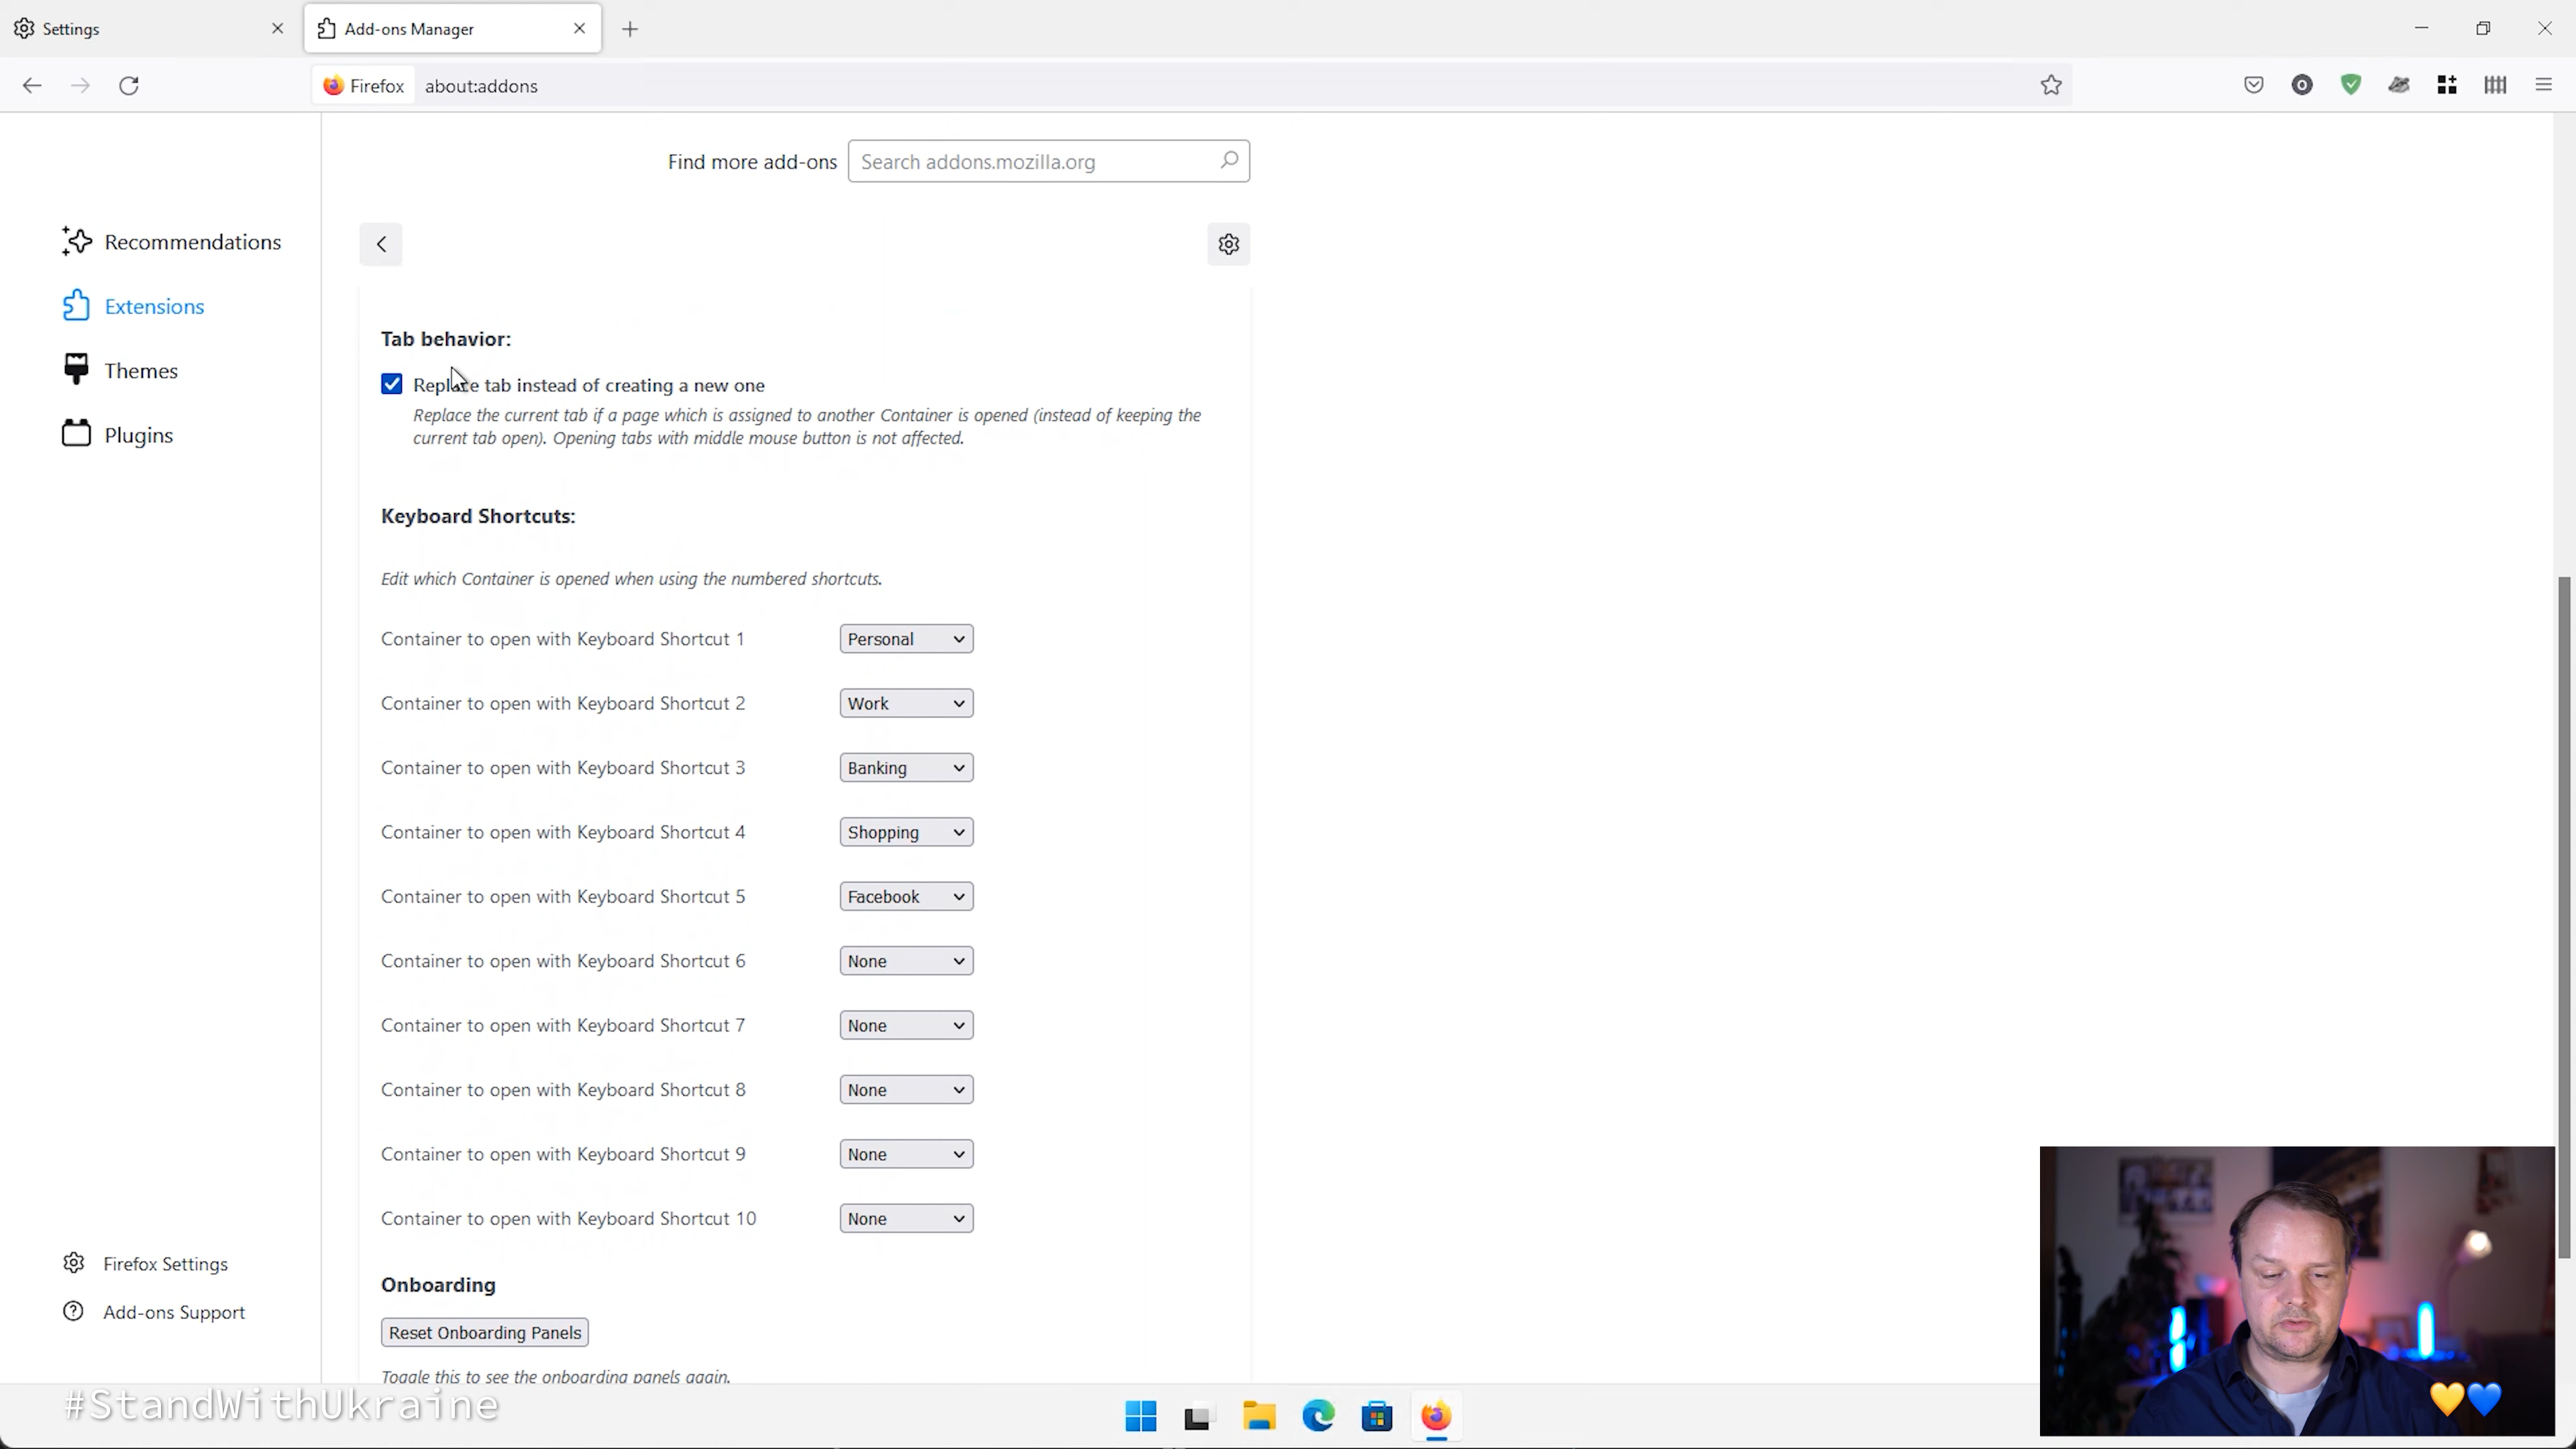 Settings
Add-ons Manager
Firefox
about:addons
Find more add-ons
Search addons.mozilla.org
Recommendations
Extensions
Themes
Plugins
Tab behavior:
Replace tab instead of creating a new one
Replace the current tab if a page which is assigned to another Container is opened (instead of keeping the
current tab open). Opening tabs with middle mouse button is not affected.
Keyboard Shortcuts:
Edit which Container is opened when using the numbered shortcuts.
Container to open with Keyboard Shortcut 1 Personal
Container to open with Keyboard Shortcut 2 Work
Container to open with Keyboard Shortcut 3 Banking
Container to open with Keyboard Shortcut 4 Shopping
Container to open with Keyboard Shortcut 5 Facebook
Container to open with Keyboard Shortcut 6 None
Container to open with Keyboard Shortcut 7 None
Container to open with Keyboard Shortcut 8 None
Container to open with Keyboard Shortcut 9 None
Container to open with Keyboard Shortcut 10 None
Onboarding
Reset Onboarding Panels
Toggle this to see the onboarding panels again.
Firefox Settings
Add-ons Support
#StandWithUkraine